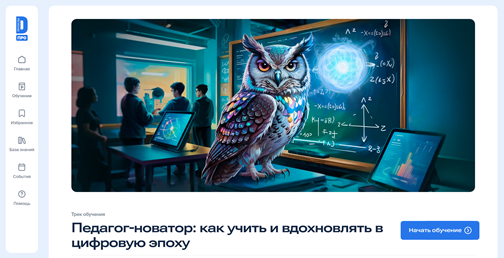 ПРО
Главная
Обучение
Избранное
База знаний
События
Помощь
Трек обучения
Педагог-новатор: как учить и вдохновлять в
цифровую эпоху
Начать обучение